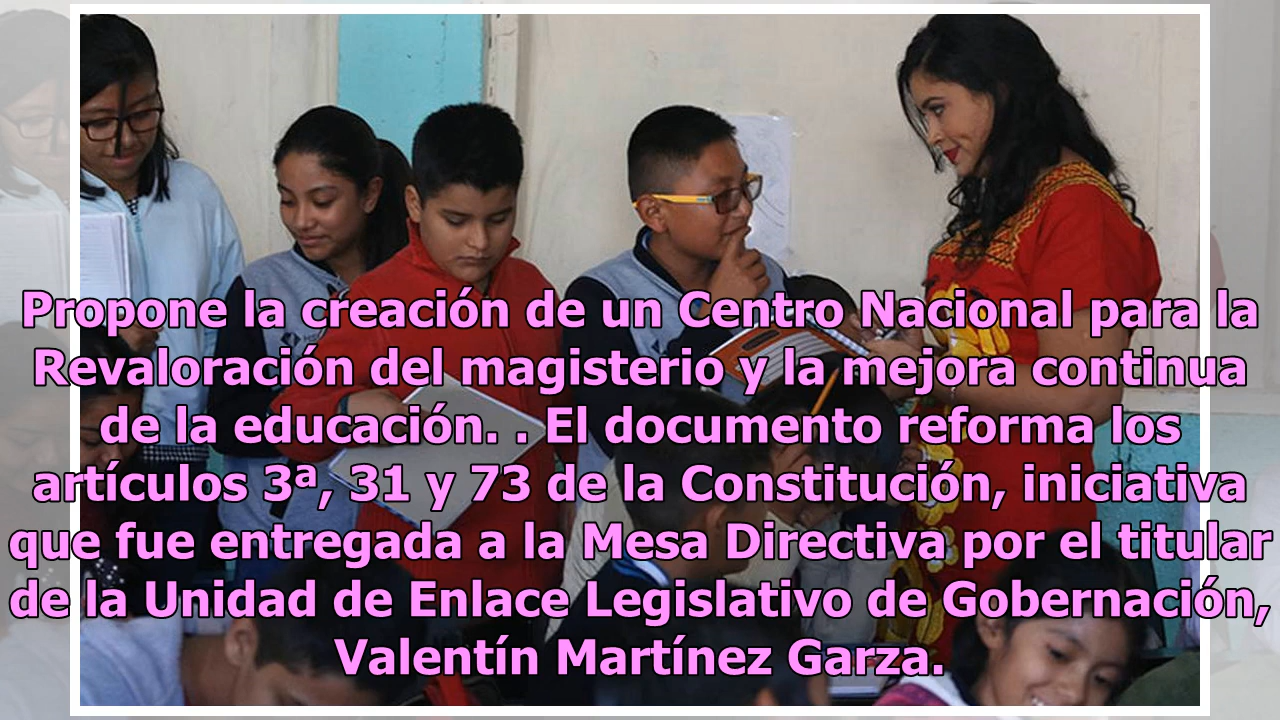 Propone la creación de un Centro Nacional para la
Revaloración del magisterio y la mejora continua
de la educación. . El documento reforma los
artículos 3ª, 31 y 73 de la Constitución, iniciativa
que fue entregada a la Mesa Directiva por el titular
de la Unidad de Enlace Legislativo de Gobernación,
Valentín Martínez Garza.